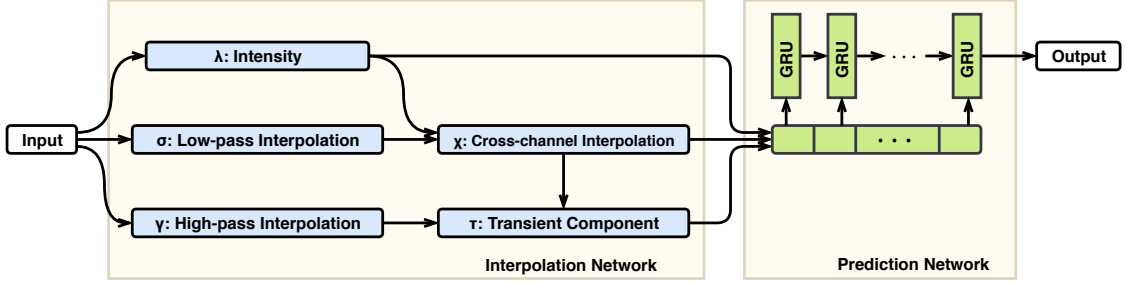 Input
λ: Intensity
σ: Low-pass Interpolation
γ: High-pass Interpolation
χ: Cross-channel Interpolation
τ: Transient Component
Interpolation Network
GRU
GRU
· · ·
GRU
· · ·
Prediction Network
Output